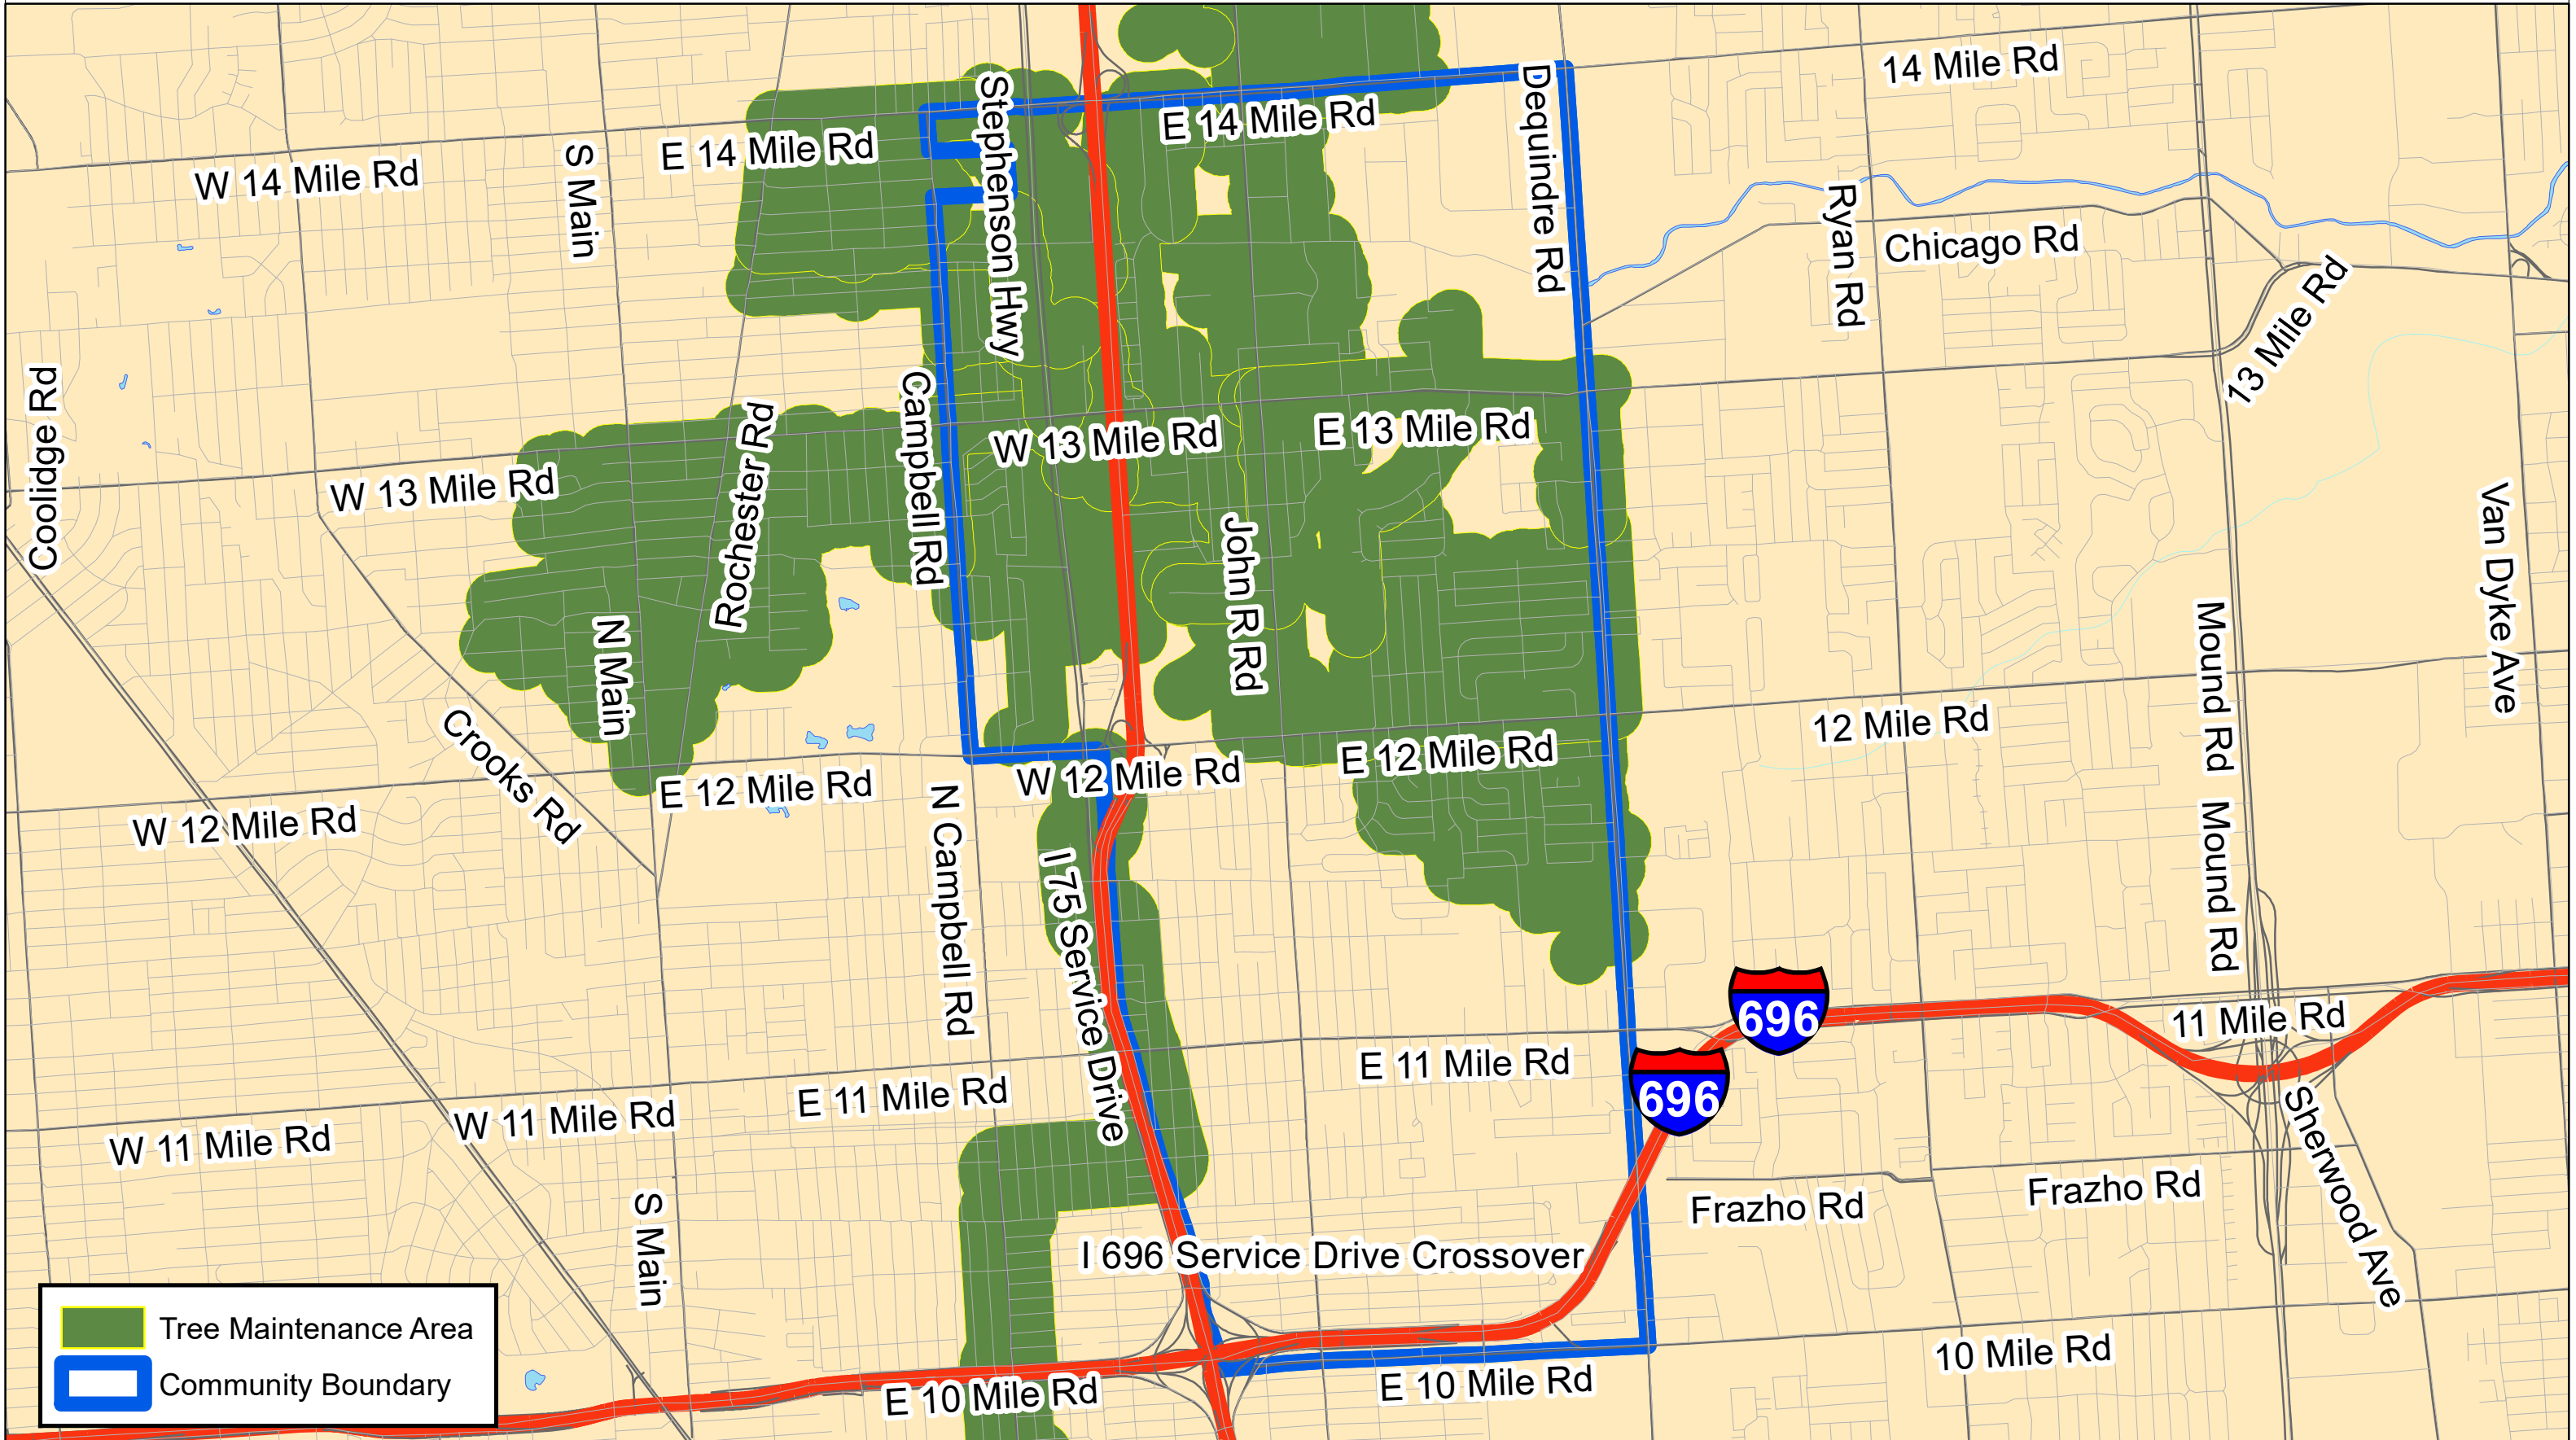 14 Mile Rd
Dequindre Rd
Stephenson Hwy
E 14 Mile Rd
E 14 Mile Rd
S Main
W 14 Mile Rd
Ryan Rd
Chicago Rd
13 Mile Rd
Coolidge Rd
Campbell Rd
Rochester Rd
W 13 Mile Rd
E 13 Mile Rd
W 13 Mile Rd
Van Dyke Ave
John R Rd
N Main
Mound Rd
Crooks Rd
12 Mile Rd
E 12 Mile Rd
W 12 Mile Rd
E 12 Mile Rd
W 12 Mile Rd
N Campbell Rd
Mound Rd
I 75 Service Drive
696
11 Mile Rd
696
E 11 Mile Rd
E 11 Mile Rd
W 11 Mile Rd
W 11 Mile Rd
Sherwood Ave
Frazho Rd
Frazho Rd
S Main
I 696 Service Drive Crossover
10 Mile Rd
E 10 Mile Rd
E 10 Mile Rd
Tree Maintenance Area
Community Boundary